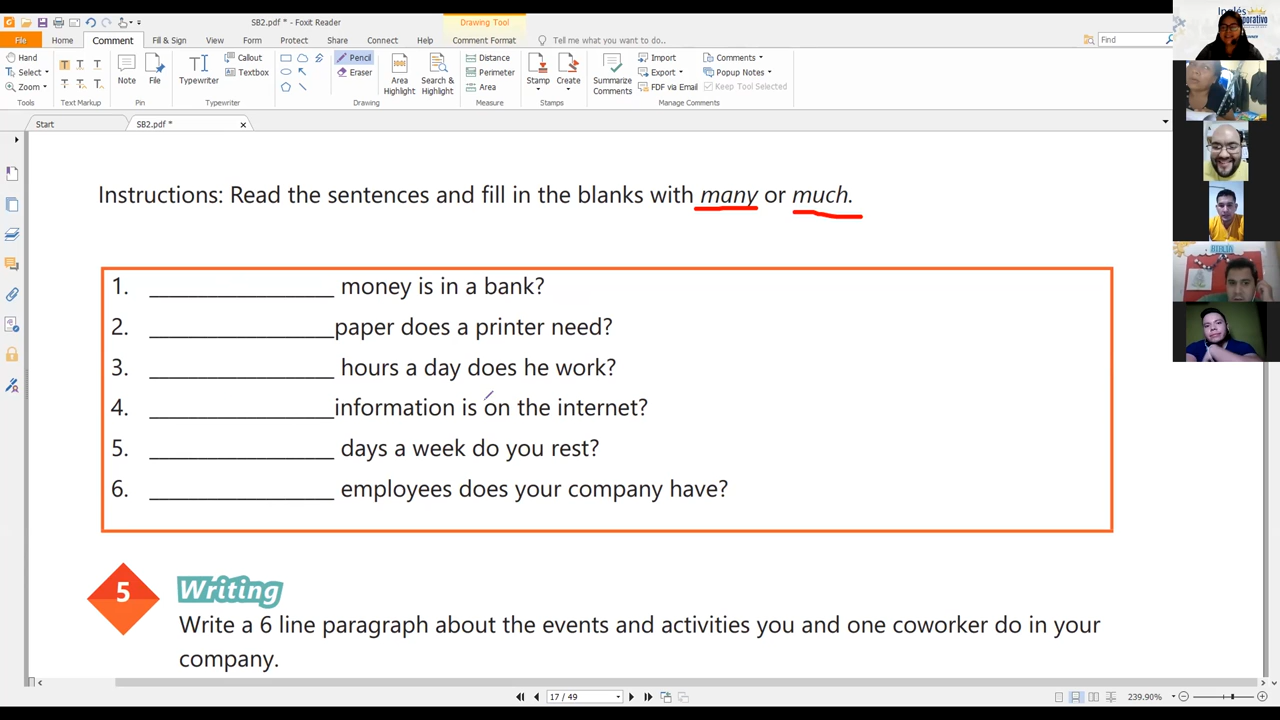 SB2.pdf * - Foxit Reader
Drawing Tool
File Home Comment Fill & Sign View Form Protect Share Connect Help Comment Format Tell me what you want to do... Find
Hand
Select
Zoom
Tools
Text Markup
Note
File
Pin
Typewriter
Callout
Textbox
Typewriter
Pencil
Eraser
Drawing
Area Highlight
Search & Highlight
Distance
Perimeter
Area
Measure
Stamp
Create
Stamps
Summarize Comments
Import
Export
FDF via Email
Comments
Popup Notes
Keep Tool Selected
Manage Comments
Start SB2.pdf *
Instructions: Read the sentences and fill in the blanks with many or much.
1. _________________ money is in a bank?
2. _________________paper does a printer need?
3. _________________ hours a day does he work?
4. _________________information is on the internet?
5. _________________ days a week do you rest?
6. _________________ employees does your company have?
5 Writing
Write a 6 line paragraph about the events and activities you and one coworker do in your
company.
17 / 49
239.90%
Inglés